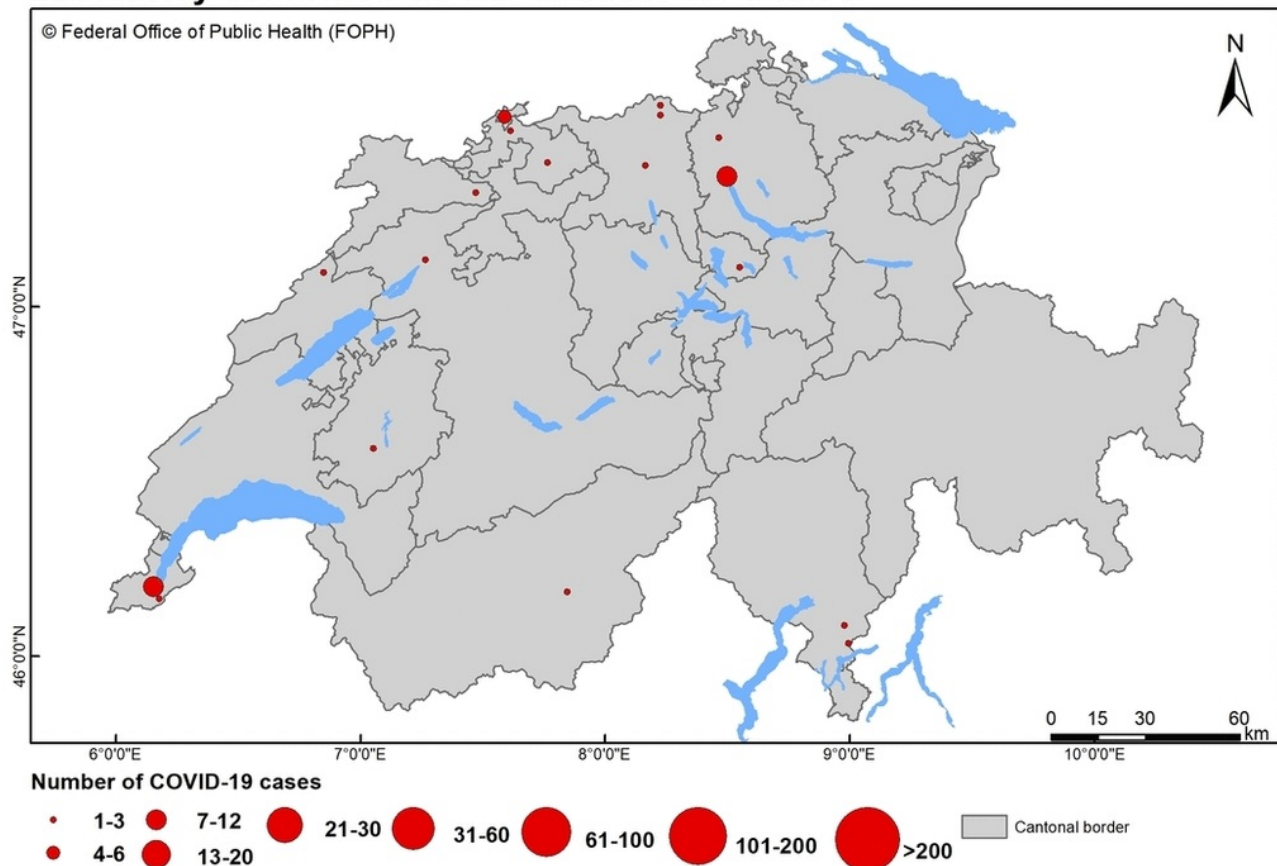 © Federal Office of Public Health (FOPH)
N
47°0'0"N
46°0'0"N
0 15 30 60
km
6°0'0"E 7°0'0"E 8°0'0"E 9°0'0"E 10°0'0"E
Number of COVID-19 cases
1-3 7-12 21-30 31-60 61-100 101-200 >200 Cantonal border
4-6 13-20